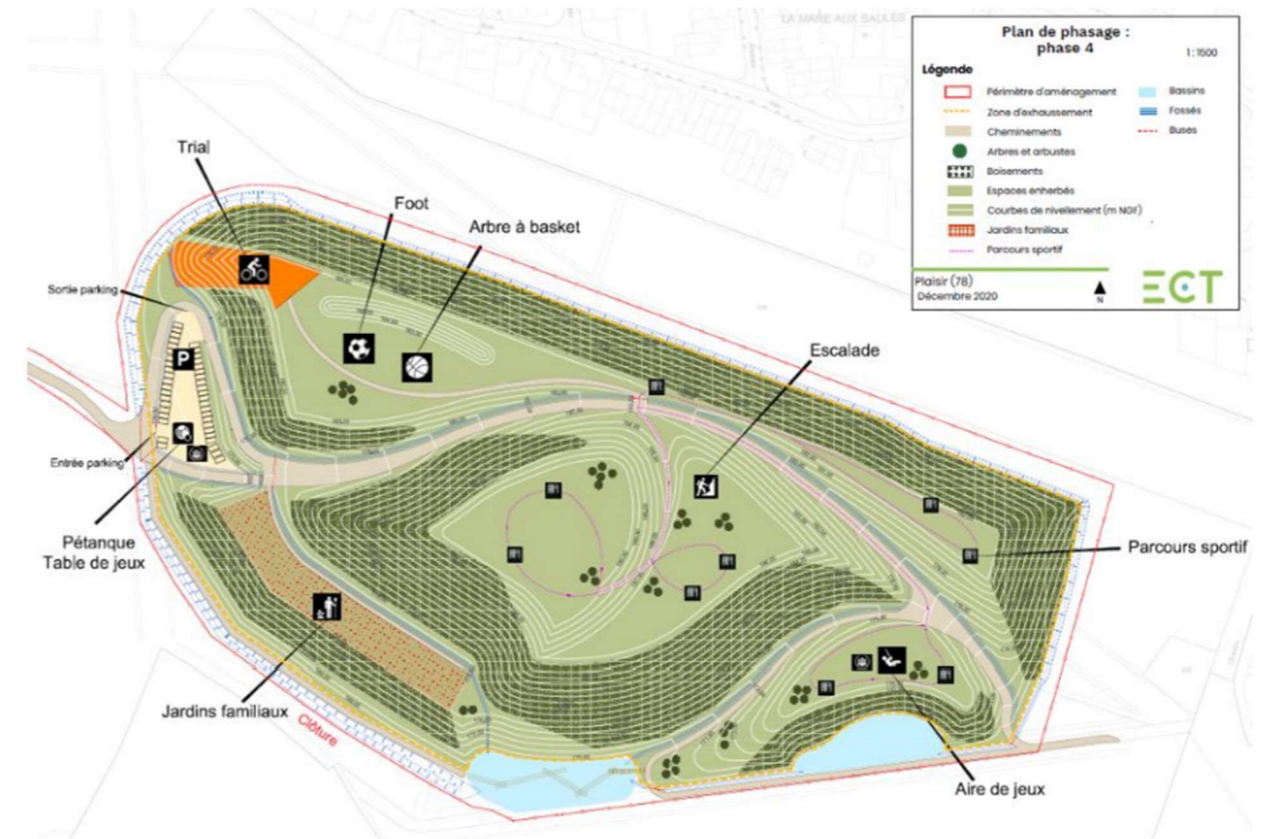 LA MARE AUX SAULES
Plan de phasage :
phase 4
1:1500
Légende
Périmètre d'aménagement
Zone d'exhaussement
Cheminements
Arbres et arbustes
Boisements
Espaces enherbés
Courbes de nivellement (m NGF)
Jardins familiaux
Parcours sportif
Bassins
Fossés
Buses
Plaisir (78)
Décembre 2020
N
ECT
Trial
Foot
Arbre à basket
Sortie parking
P
Escalade
Entrée parking
Pétanque
Table de jeux
Parcours sportif
Jardins familiaux
Clôture
Aire de jeux